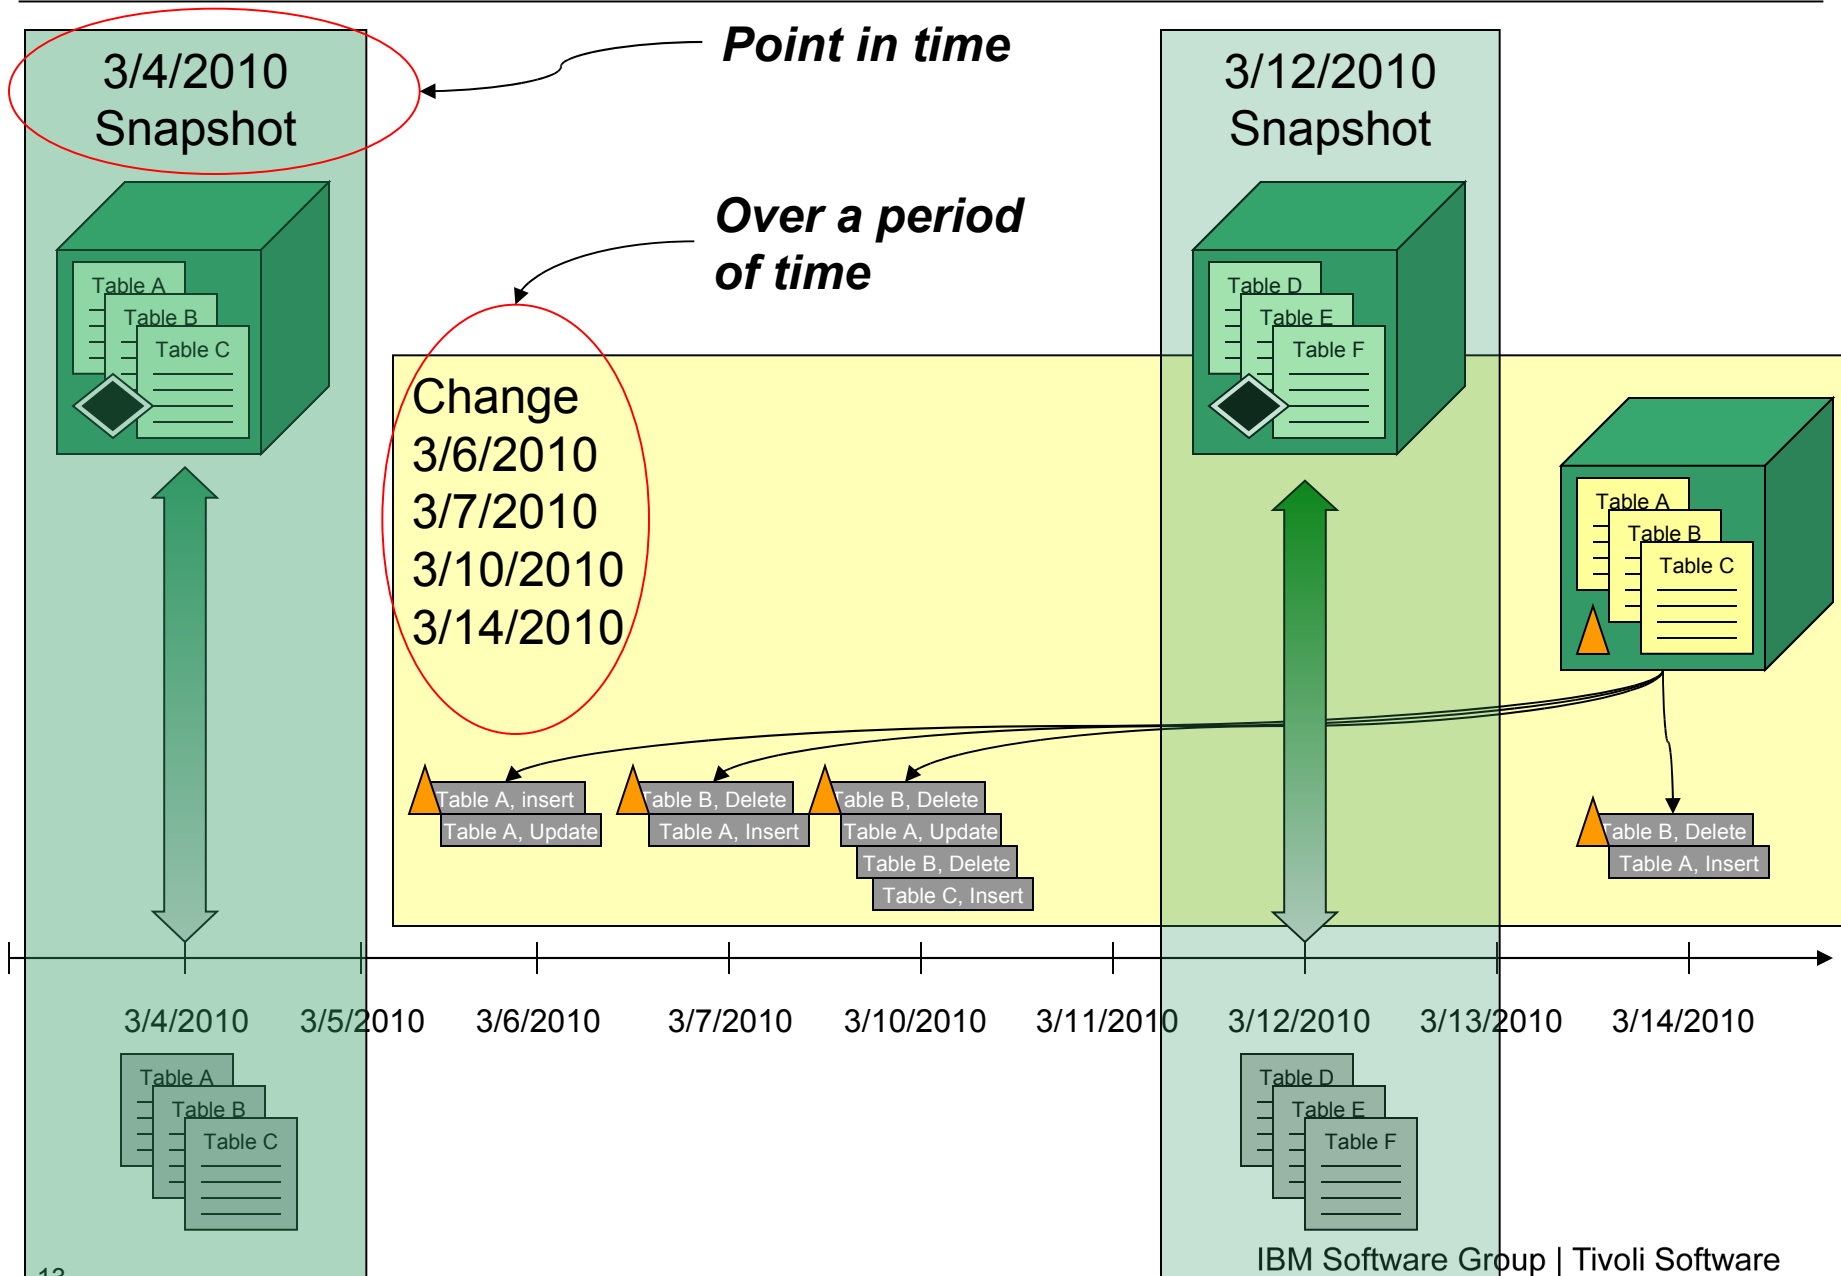 3/4/2010
Snapshot
Point in time
3/12/2010
Snapshot
Over a period
of time
Table A
Table B
Table C
Table D
Table E
Table F
Change
3/6/2010
3/7/2010
3/10/2010
3/14/2010
Table A
Table B
Table C
Table A, insert
Table A, Update
Table B, Delete
Table A, Insert
Table B, Delete
Table A, Update
Table B, Delete
Table C, Insert
Table B, Delete
Table A, Insert
3/4/2010
3/5/2010
3/6/2010
3/7/2010
3/10/2010
3/11/2010
3/12/2010
3/13/2010
3/14/2010
Table A
Table B
Table C
Table D
Table E
Table F
13
IBM Software Group | Tivoli Software